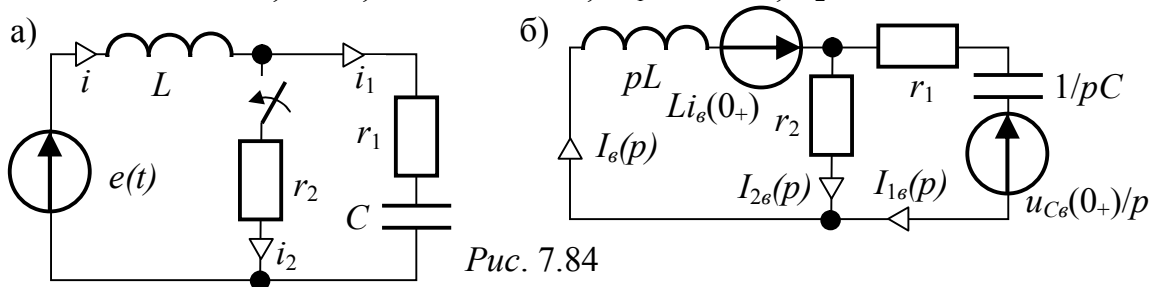 а)
i
L
i₁
r₁
e(t)
r₂
C
i₂
б)
pL
Liв(0₊)
r₁
1/pC
r₂
Iв(p)
I₂в(p)
I₁в(p)
uCв(0₊)/p
Рис. 7.84